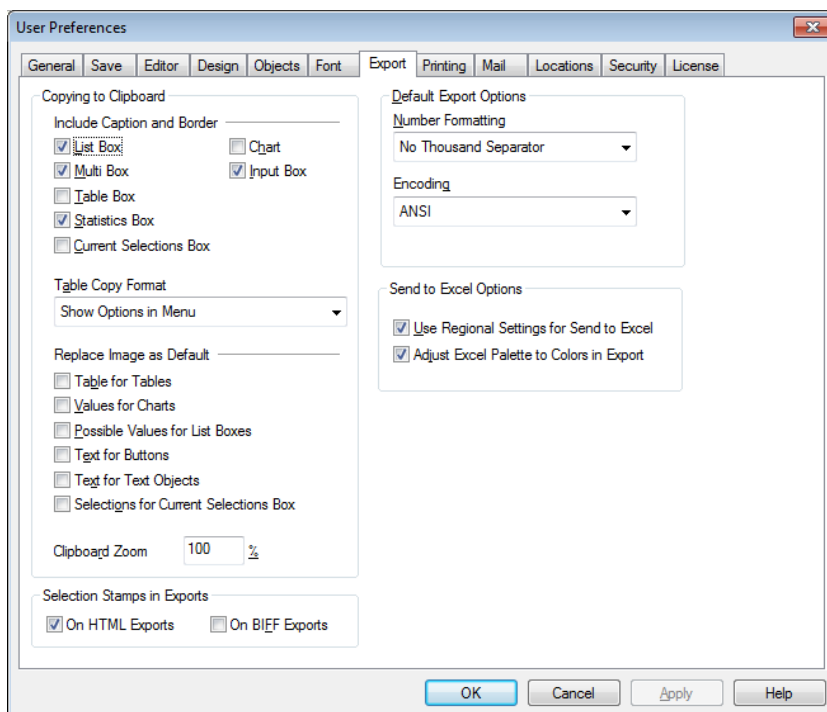 User Preferences
General Save Editor Design Objects Font Export Printing Mail Locations Security License
Copying to Clipboard
Include Caption and Border
List Box Chart
Multi Box Input Box
Table Box
Statistics Box
Current Selections Box
Table Copy Format
Show Options in Menu
Replace Image as Default
Table for Tables
Values for Charts
Possible Values for List Boxes
Text for Buttons
Text for Text Objects
Selections for Current Selections Box
Clipboard Zoom 100 %
Selection Stamps in Exports
On HTML Exports On BIFF Exports
Default Export Options
Number Formatting
No Thousand Separator
Encoding
ANSI
Send to Excel Options
Use Regional Settings for Send to Excel
Adjust Excel Palette to Colors in Export
OK Cancel Apply Help